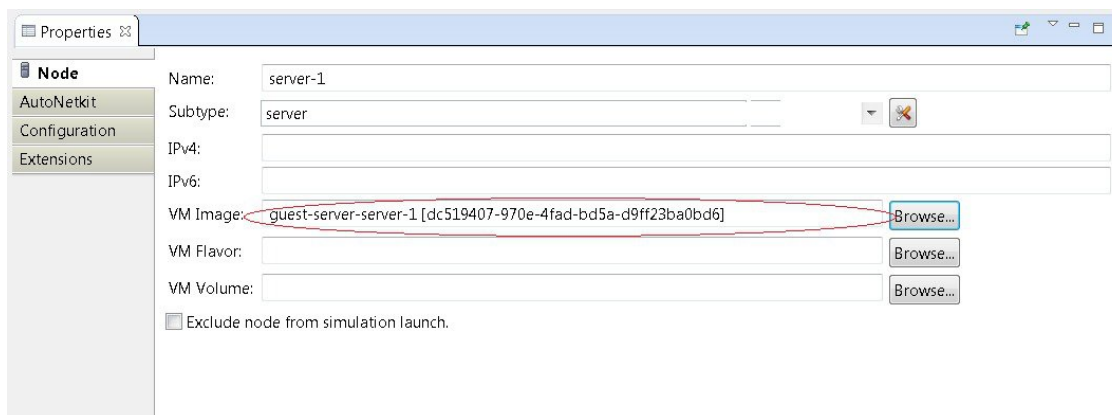 Properties
Node
AutoNetkit
Configuration
Extensions
Name: server-1
Subtype: server
IPv4:
IPv6:
VM Image: guest-server-server-1 [dc519407-970e-4fad-bd5a-d9ff23ba0bd6] Browse...
VM Flavor: Browse...
VM Volume: Browse...
Exclude node from simulation launch.